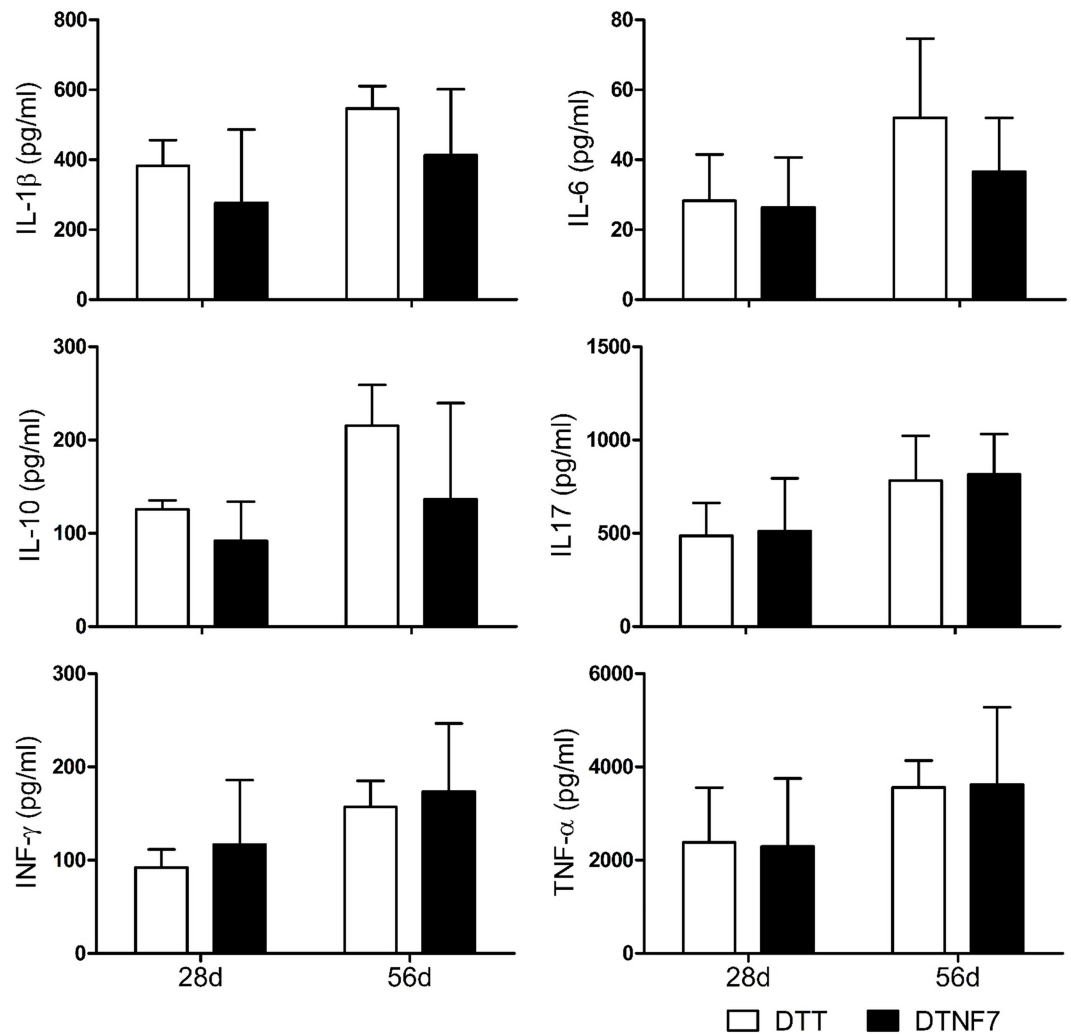 IL-1β (pg/ml)
800
600
400
200
0
IL-6 (pg/ml)
80
60
40
20
0
IL-10 (pg/ml)
300
200
100
0
IL17 (pg/ml)
1500
1000
500
0
INF-γ (pg/ml)
300
200
100
0
28d 56d
TNF-α (pg/ml)
6000
4000
2000
0
28d 56d
DTT DTNF7